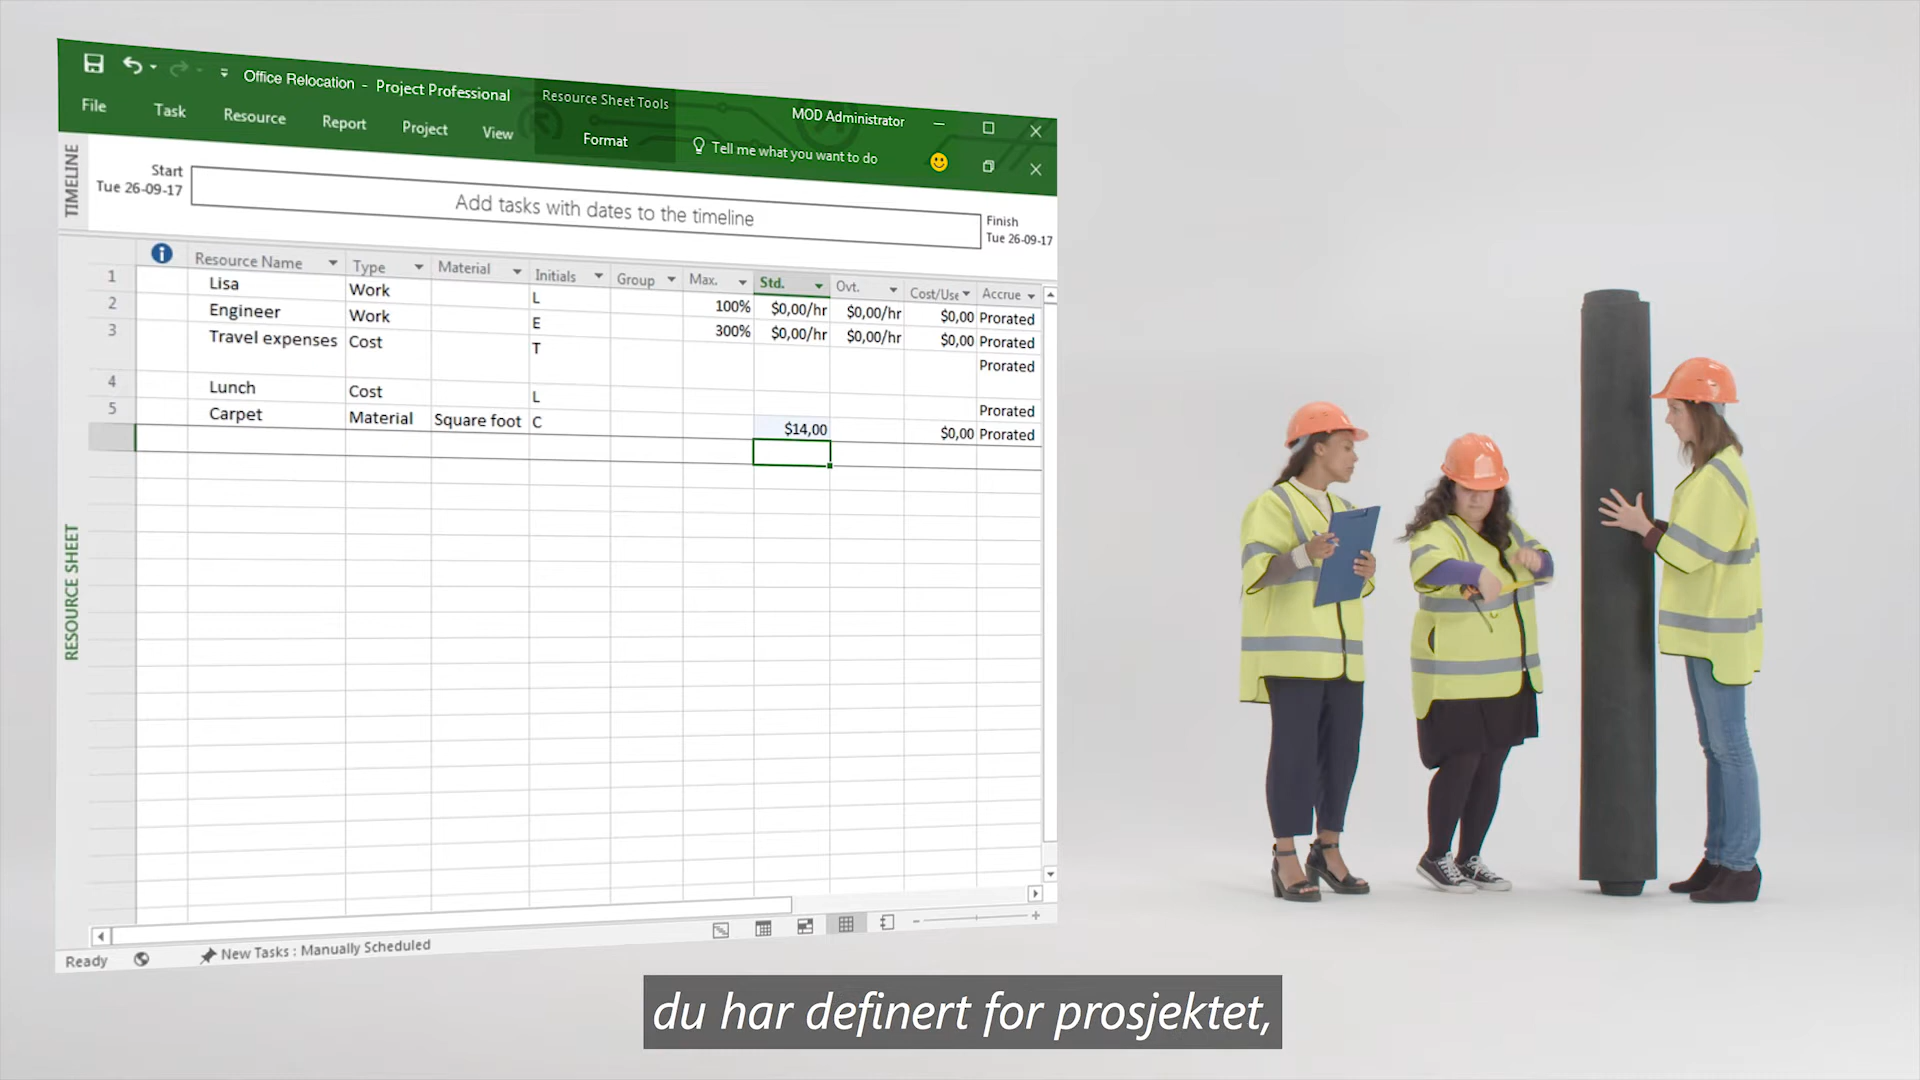 Office Relocation - Project Professional
Resource Sheet Tools
MOD Administrator
File Task Resource Report Project View Format Tell me what you want to do
TIMELINE
Start
Tue 26-09-17
Add tasks with dates to the timeline
Finish
Tue 26-09-17
Resource Name Type Material Initials Group Max. Std. Ovt. Cost/Use Accrue
1 Lisa Work L 100% $0,00/hr $0,00/hr $0,00 Prorated
2 Engineer Work E 300% $0,00/hr $0,00/hr $0,00 Prorated
3 Travel expenses Cost T Prorated
4 Lunch Cost L Prorated
5 Carpet Material Square foot C $14,00 $0,00 Prorated
RESOURCE SHEET
Ready New Tasks : Manually Scheduled
du har definert for prosjektet,